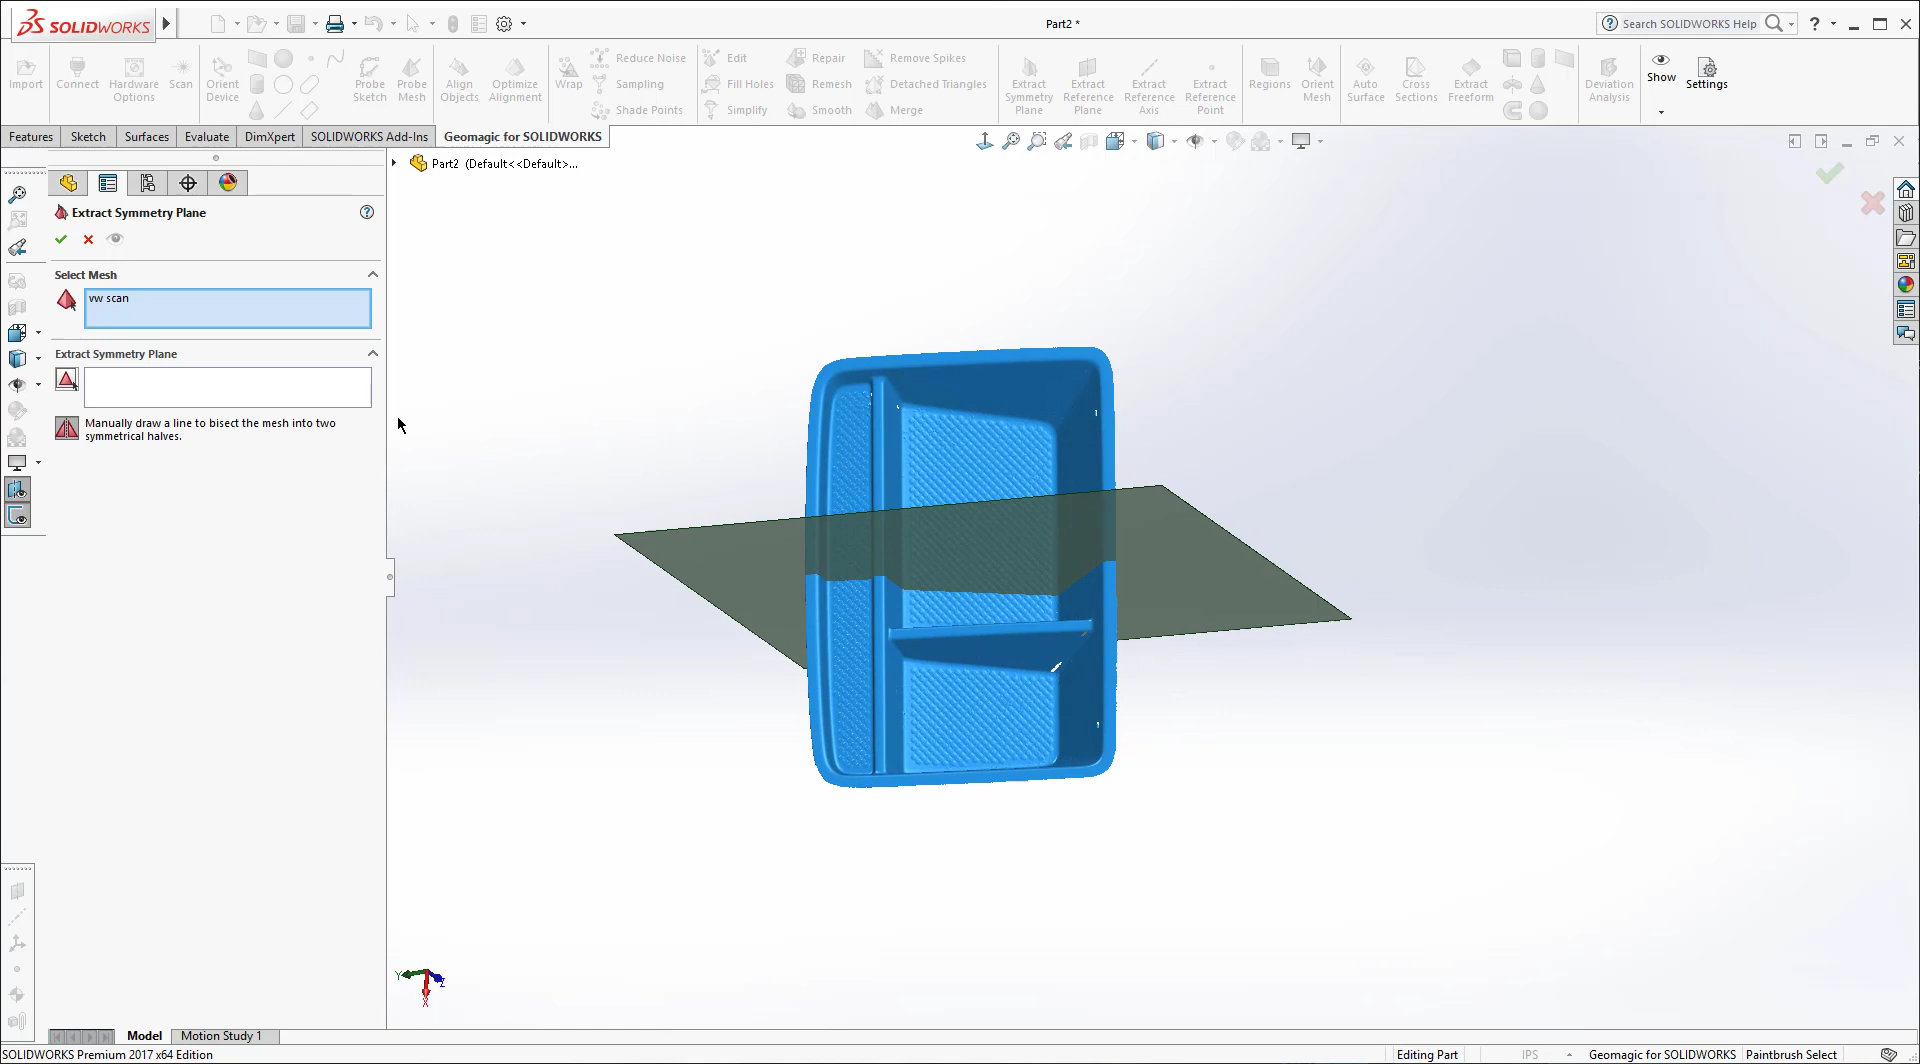 SOLIDWORKS
Part2 *
Search SOLIDWORKS Help
Import
Connect
Hardware
Options
Scan
Orient
Device
Probe
Sketch
Probe
Mesh
Align
Objects
Optimize
Alignment
Wrap
Reduce Noise
Sampling
Shade Points
Edit
Fill Holes
Simplify
Repair
Remesh
Smooth
Remove Spikes
Detached Triangles
Merge
Extract
Symmetry
Plane
Extract
Reference
Plane
Extract
Reference
Axis
Extract
Reference
Point
Regions
Orient
Mesh
Auto
Surface
Cross
Sections
Extract
Freeform
Deviation
Analysis
Show
Settings
Features
Sketch
Surfaces
Evaluate
DimXpert
SOLIDWORKS Add-Ins
Geomagic for SOLIDWORKS
Part2 (Default<<Default>...
Extract Symmetry Plane
Select Mesh
vw scan
Extract Symmetry Plane
Manually draw a line to bisect the mesh into two
symmetrical halves.
Y
Z
X
Model
Motion Study 1
SOLIDWORKS Premium 2017 x64 Edition
Editing Part
IPS
Geomagic for SOLIDWORKS
Paintbrush Select